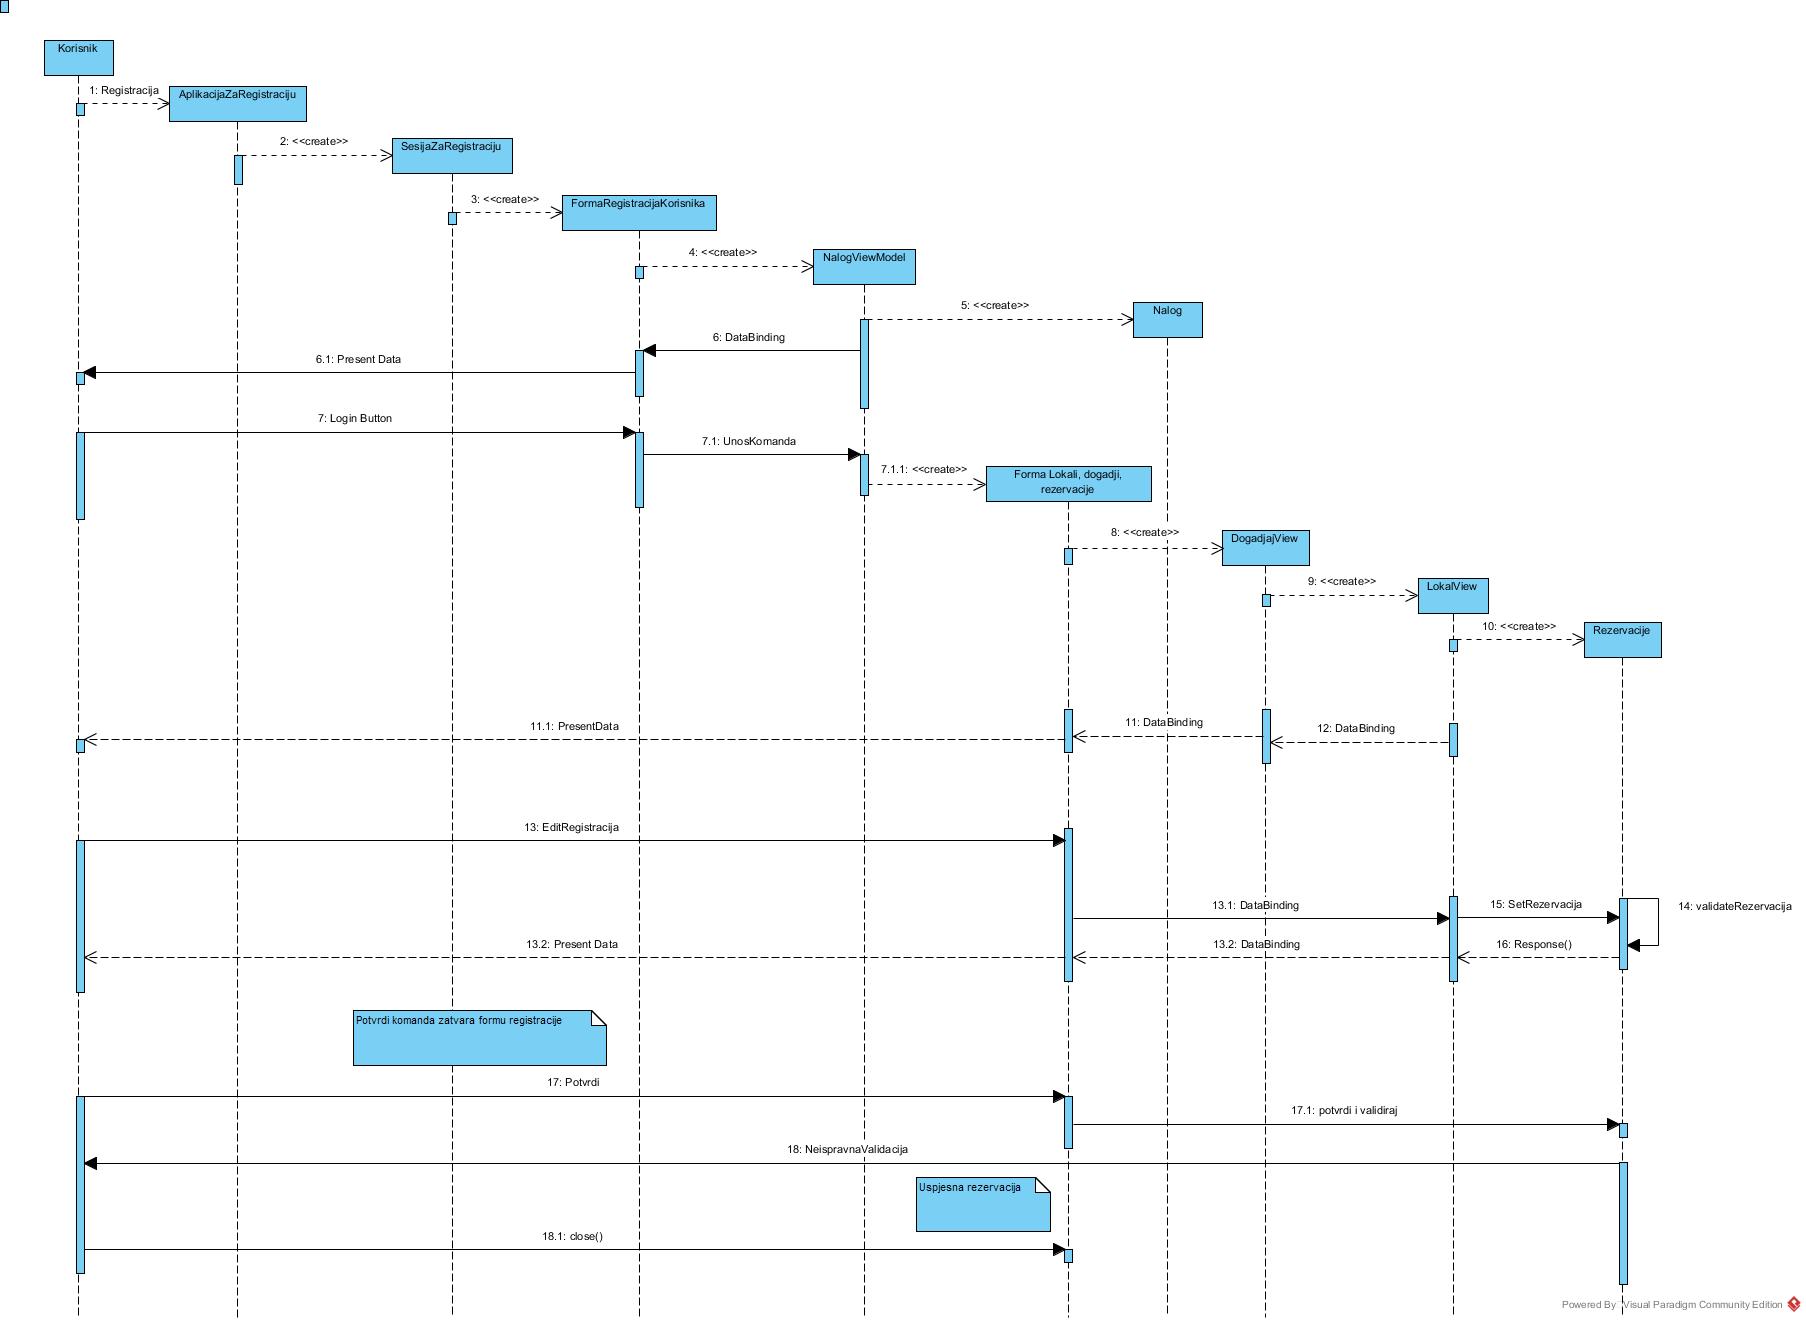 Korisnik
1: Registracija
AplikacijaZaRegistraciju
2: <<create>>
SesijaZaRegistraciju
3: <<create>>
FormaRegistracijaKorisnika
4: <<create>>
NalogViewModel
5: <<create>>
Nalog
6: DataBinding
6.1: Present Data
7: Login Button
7.1: UnosKomanda
7.1.1: <<create>>
Forma Lokali, dogadji,
rezervacije
8: <<create>>
DogadjajView
9: <<create>>
LokalView
10: <<create>>
Rezervacije
11.1: PresentData
11: DataBinding
12: DataBinding
13: EditRegistracija
13.1: DataBinding
15: SetRezervacija
14: validateRezervacija
13.2: Present Data
13.2: DataBinding
16: Response()
Potvrdi komanda zatvara formu registracije
17: Potvrdi
17.1: potvrdi i validiraj
18: NeispravnaValidacija
Uspjesna rezervacija
18.1: close()
Powered By Visual Paradigm Community Edition